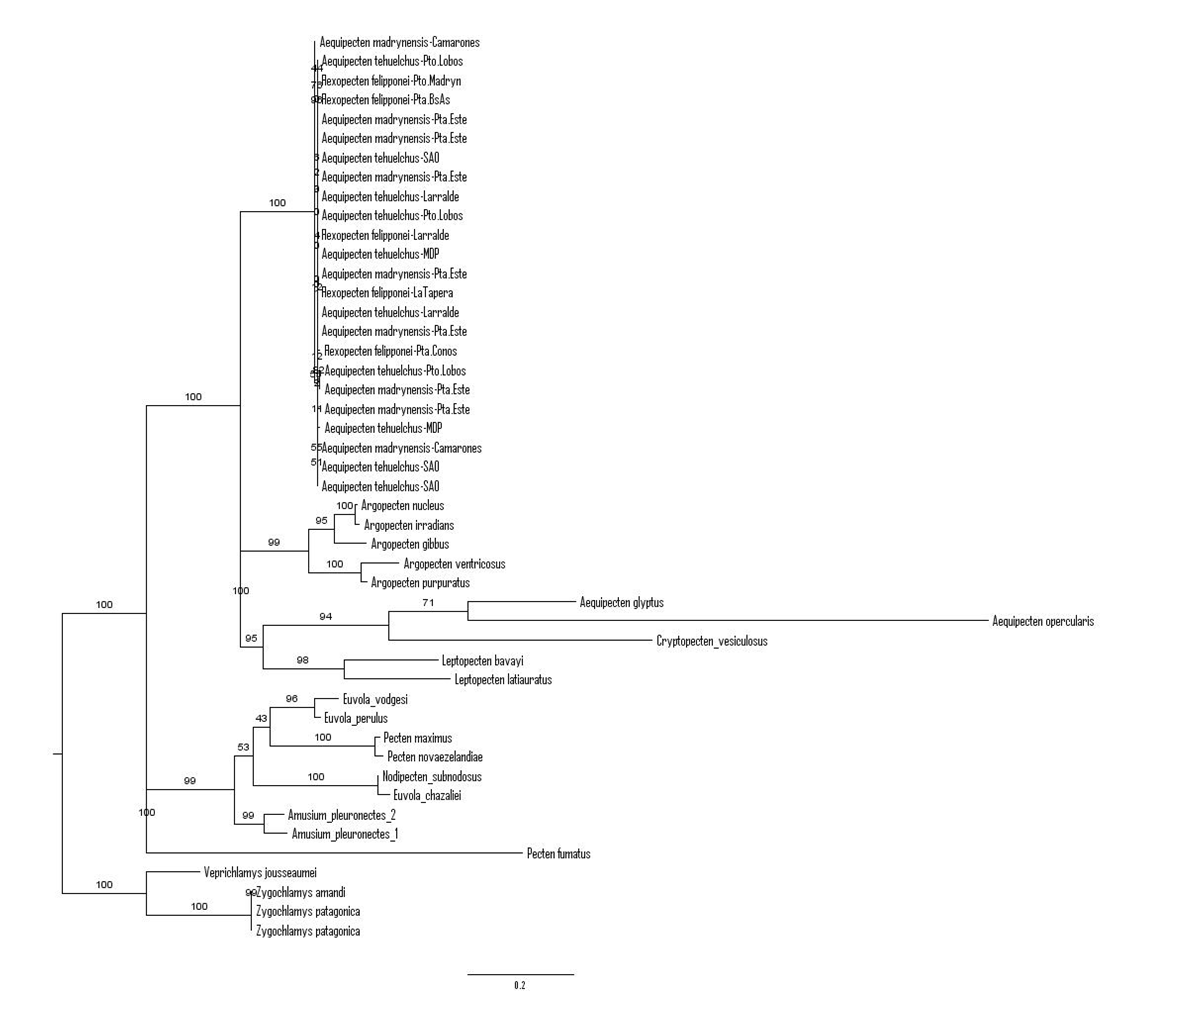 Aequipecten madrynensis-Camarones
Aequipecten tehuelchus-Pto.Lobos
Flexopecten felipponei-Pto.Madryn
Flexopecten felipponei-Pta.BsAs
Aequipecten madrynensis-Pta.Este
Aequipecten madrynensis-Pta.Este
Aequipecten tehuelchus-SAO
Aequipecten madrynensis-Pta.Este
Aequipecten tehuelchus-Larralde
100
Aequipecten tehuelchus-Pto.Lobos
Flexopecten felipponei-Larralde
Aequipecten tehuelchus-MDP
Aequipecten madrynensis-Pta.Este
Flexopecten felipponei-LaTapera
Aequipecten tehuelchus-Larralde
Aequipecten madrynensis-Pta.Este
Flexopecten felipponei-Pta.Conos
Aequipecten tehuelchus-Pto.Lobos
Aequipecten madrynensis-Pta.Este
100
Aequipecten madrynensis-Pta.Este
Aequipecten tehuelchus-MDP
55 Aequipecten madrynensis-Camarones
51 Aequipecten tehuelchus-SAO
Aequipecten tehuelchus-SAO
100 Argopecten nucleus
95 Argopecten irradians
99 Argopecten gibbus
100 Argopecten ventricosus
Argopecten purpuratus
100
71 Aequipecten glyptus
94 Aequipecten opercularis
95 Cryptopecten_vesiculosus
98 Leptopecten bavayi
Leptopecten latiauratus
100
96 Euvola_vodgesi
43 Euvola_perulus
100 Pecten maximus
53 Pecten novaezelandiae
99 100 Nodipecten_subnodosus
Euvola_chazaliei
100 99 Amusium_pleuronectes_2
Amusium_pleuronectes_1
Pecten fumatus
Veprichlamys jousseaumei
100 99 Zygochlamys amandi
100 Zygochlamys patagonica
Zygochlamys patagonica
0.2